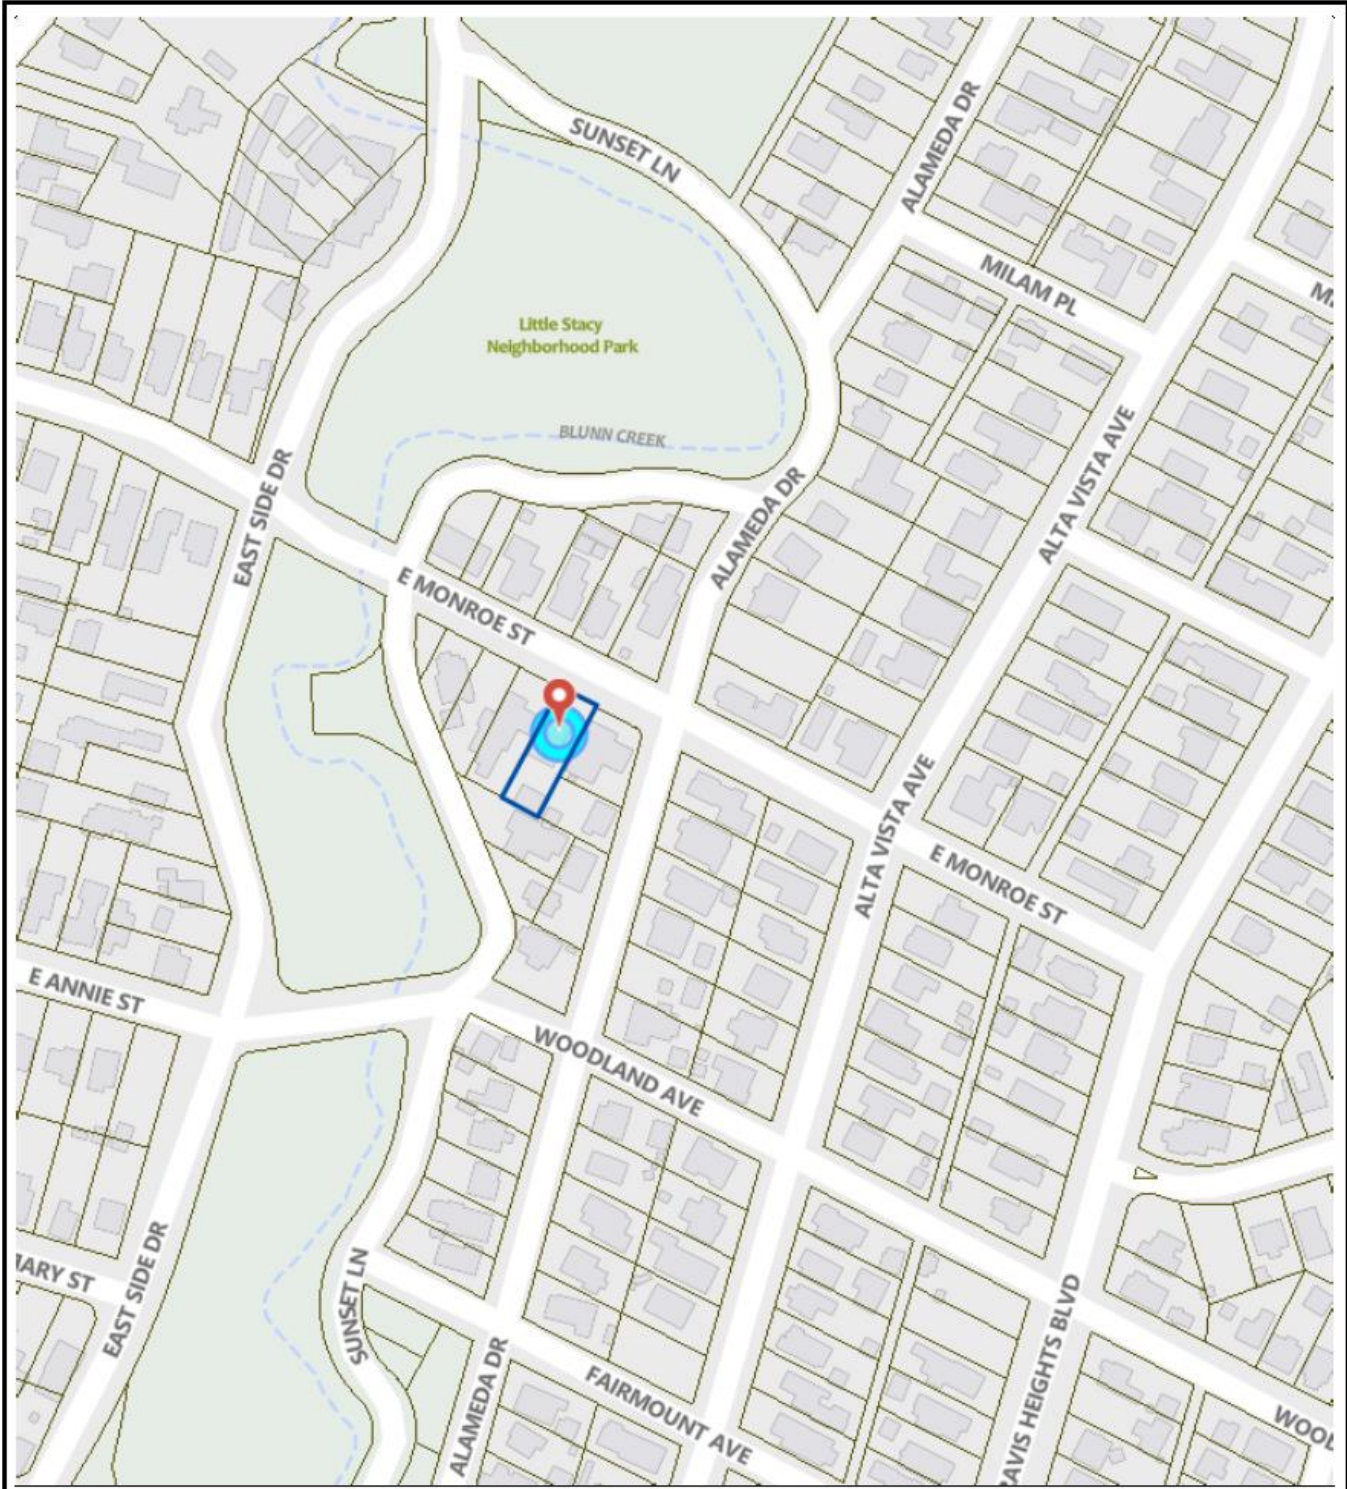 SUNSET LN
ALAMEDA DR
MILAM PL
Little Stacy
Neighborhood Park
BLUNN CREEK
ALTA VISTA AVE
EAST SIDE DR
ALAMEDA DR
E MONROE ST
ALTA VISTA AVE
E MONROE ST
E ANNIE ST
WOODLAND AVE
EAST SIDE DR
SUNSET LN
ALAMEDA DR
FAIRMOUNT AVE
HEIGHTS BLVD